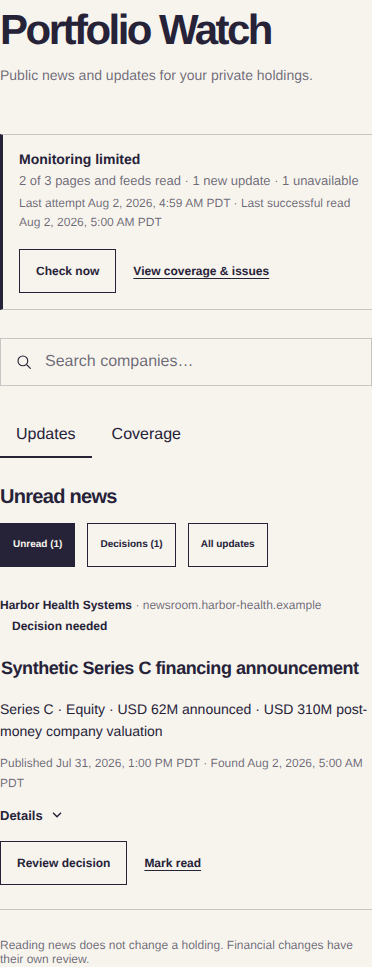 Portfolio Watch
Public news and updates for your private holdings.
Monitoring limited
2 of 3 pages and feeds read · 1 new update · 1 unavailable
Last attempt Aug 2, 2026, 4:59 AM PDT · Last successful read
Aug 2, 2026, 5:00 AM PDT
Check now View coverage & issues
Search companies…
Updates Coverage
Unread news
Unread (1) Decisions (1) All updates
Harbor Health Systems · newsroom.harbor-health.example
Decision needed
Synthetic Series C financing announcement
Series C · Equity · USD 62M announced · USD 310M post-
money company valuation
Published Jul 31, 2026, 1:00 PM PDT · Found Aug 2, 2026, 5:00 AM
PDT
Details
Review decision Mark read
Reading news does not change a holding. Financial changes have
their own review.